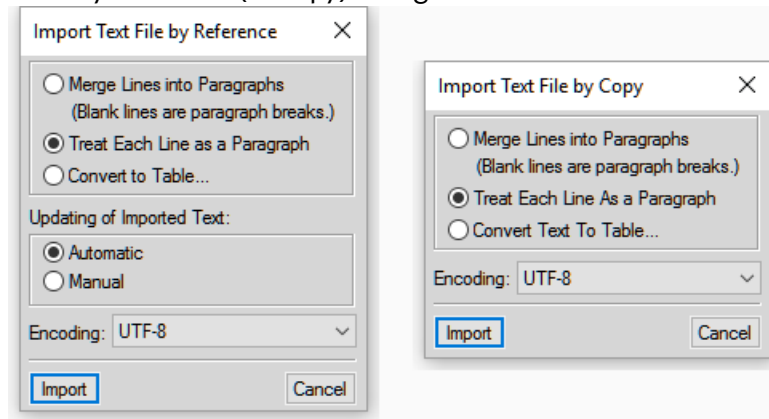 Import Text File by Reference
Merge Lines into Paragraphs
(Blank lines are paragraph breaks.)
Treat Each Line as a Paragraph
Convert to Table...
Updating of Imported Text:
Automatic
Manual
Encoding: UTF-8
Import Cancel
Import Text File by Copy
Merge Lines into Paragraphs
(Blank lines are paragraph breaks.)
Treat Each Line As a Paragraph
Convert Text To Table...
Encoding: UTF-8
Import Cancel